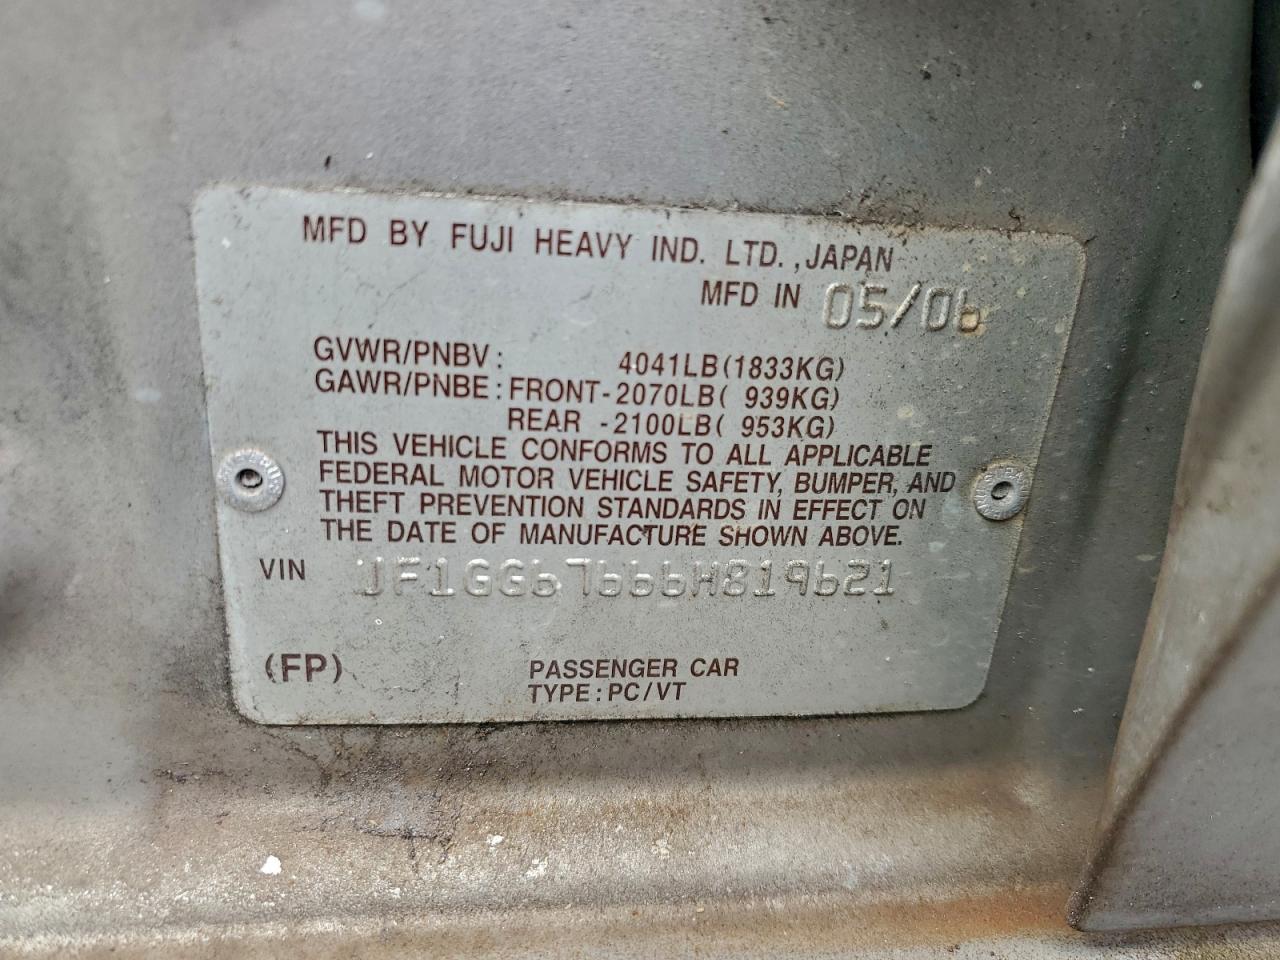 MFD BY FUJI HEAVY IND. LTD.,JAPAN
MFD IN 05/06
GVWR/PNBV: 4041LB(1833KG)
GAWR/PNBE:FRONT-2070LB( 939KG)
REAR -2100LB( 953KG)
THIS VEHICLE CONFORMS TO ALL APPLICABLE
FEDERAL MOTOR VEHICLE SAFETY, BUMPER, AND
THEFT PREVENTION STANDARDS IN EFFECT ON
THE DATE OF MANUFACTURE SHOWN ABOVE.
VIN JF1GG67666H819621
(FP) PASSENGER CAR
TYPE:PC/VT